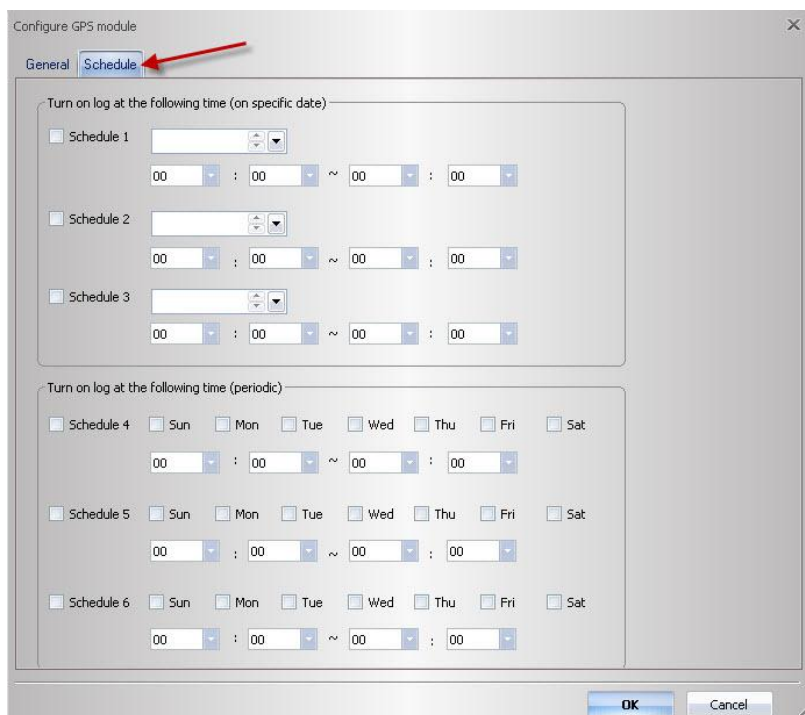 Configure GPS module
General Schedule
Turn on log at the following time (on specific date)
Schedule 1
00 : 00 ~ 00 : 00
Schedule 2
00 : 00 ~ 00 : 00
Schedule 3
00 : 00 ~ 00 : 00
Turn on log at the following time (periodic)
Schedule 4 Sun Mon Tue Wed Thu Fri Sat
00 : 00 ~ 00 : 00
Schedule 5 Sun Mon Tue Wed Thu Fri Sat
00 : 00 ~ 00 : 00
Schedule 6 Sun Mon Tue Wed Thu Fri Sat
00 : 00 ~ 00 : 00
OK Cancel